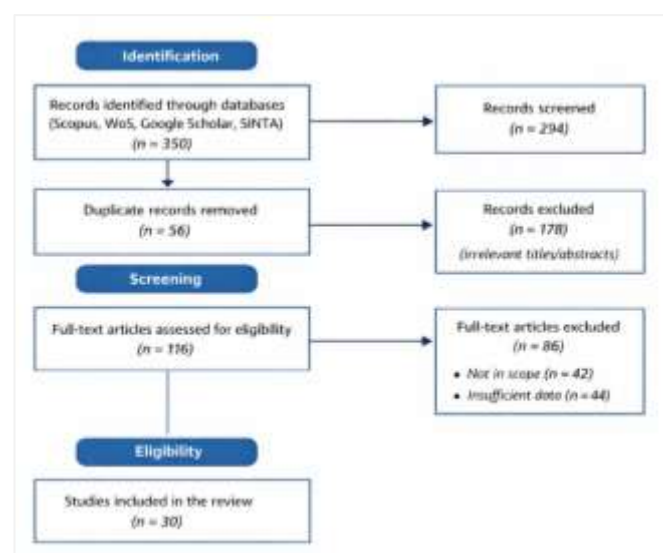 Identification
Records identified through databases
(Scopus, WoS, Google Scholar, SINTA)
(n = 350)
Records screened
(n = 294)
Duplicate records removed
(n = 56)
Records excluded
(n = 178)
(irrelevant titles/abstracts)
Screening
Full-text articles assessed for eligibility
(n = 116)
Full-text articles excluded
(n = 86)
• Not in scope (n = 42)
• Insufficient data (n = 44)
Eligibility
Studies included in the review
(n = 30)